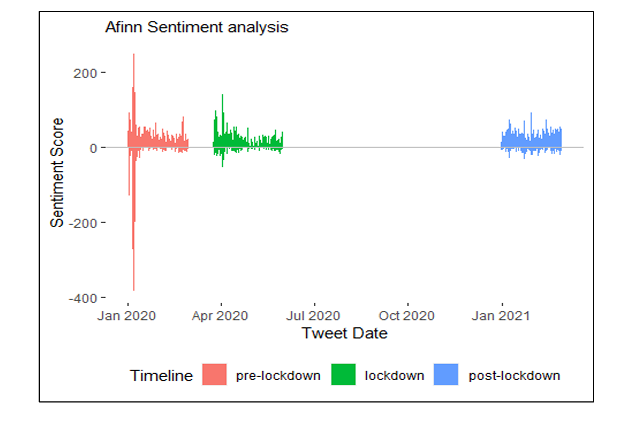 Afinn Sentiment analysis
Sentiment Score
200
0
-200
-400
Jan 2020 Apr 2020 Jul 2020 Oct 2020 Jan 2021
Tweet Date
Timeline pre-lockdown lockdown post-lockdown